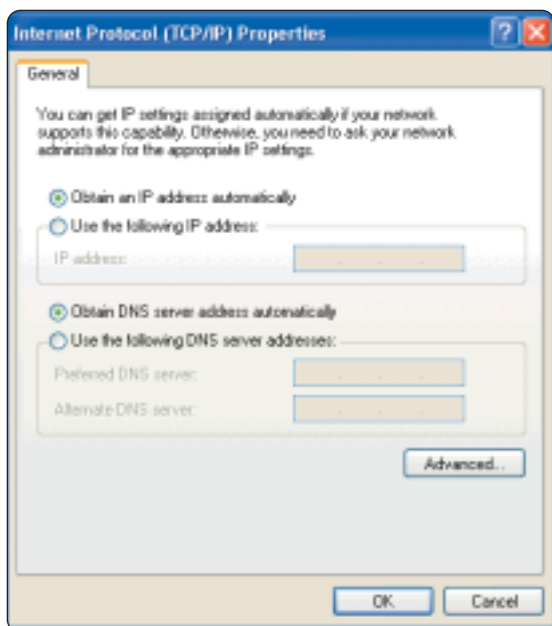 Internet Protocol (TCP/IP) Properties
General
You can get IP settings assigned automatically if your network
supports this capability. Otherwise, you need to ask your network
administrator for the appropriate IP settings.
Obtain an IP address automatically
Use the following IP address:
IP address:
Obtain DNS server address automatically
Use the following DNS server addresses:
Preferred DNS server:
Alternate DNS server:
Advanced...
OK Cancel